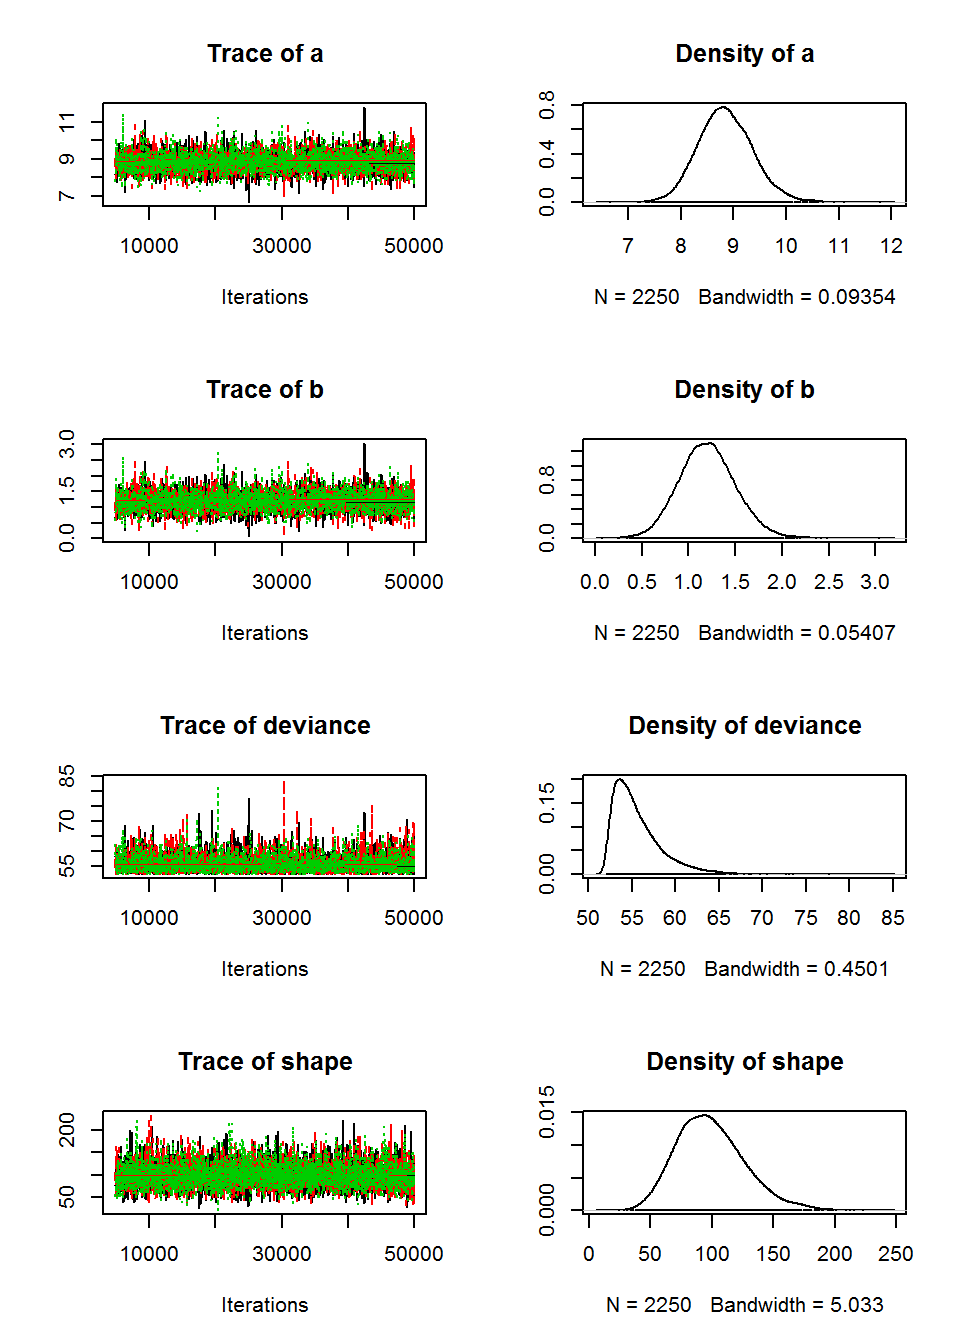 Trace of a
Density of a
11
9
7
10000 30000 50000
Iterations
0.8
0.4
0.0
7 8 9 10 11 12
N = 2250 Bandwidth = 0.09354
Trace of b
Density of b
3.0
1.5
0.0
10000 30000 50000
Iterations
0.8
0.0
0.0 0.5 1.0 1.5 2.0 2.5 3.0
N = 2250 Bandwidth = 0.05407
Trace of deviance
Density of deviance
85
70
55
10000 30000 50000
Iterations
0.15
0.00
50 55 60 65 70 75 80 85
N = 2250 Bandwidth = 0.4501
Trace of shape
Density of shape
200
50
10000 30000 50000
Iterations
0.015
0.000
0 50 100 150 200 250
N = 2250 Bandwidth = 5.033